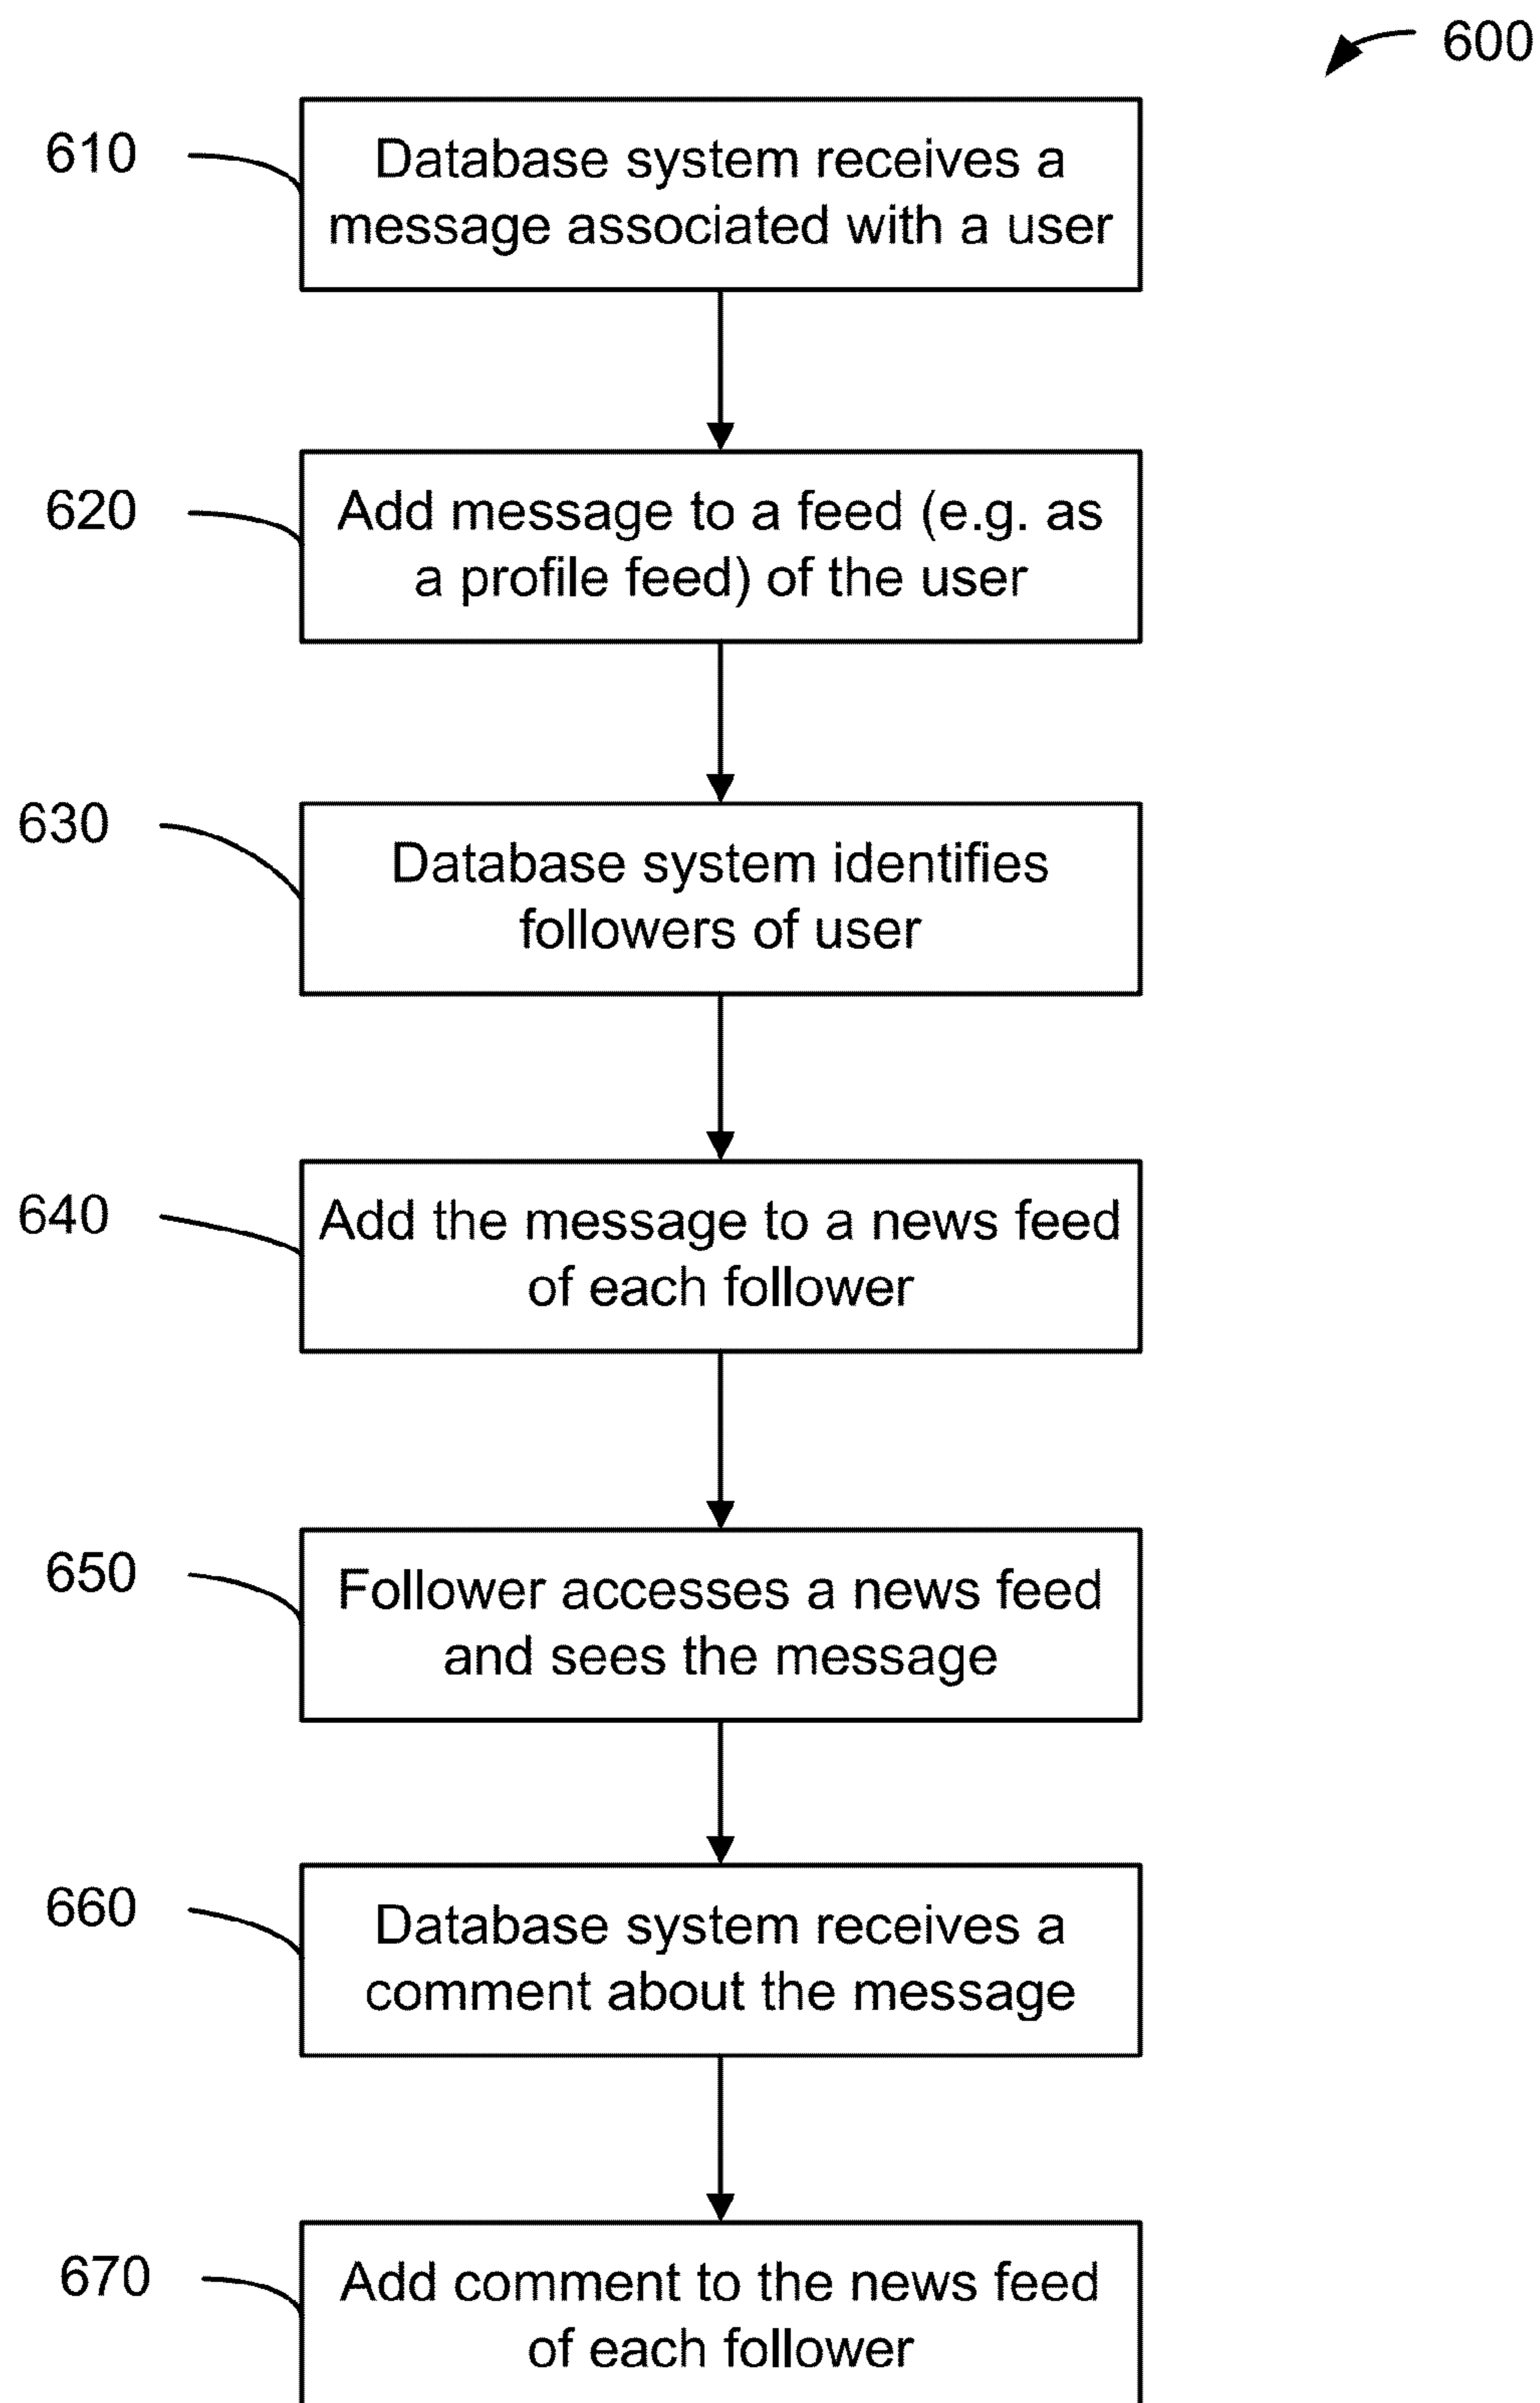 600
610
Database system receives a
message associated with a user
620
Add message to a feed (e.g. as
a profile feed) of the user
630
Database system identifies
followers of user
640
Add the message to a news feed
of each follower
650
Follower accesses a news feed
and sees the message
660
Database system receives a
comment about the message
670
Add comment to the news feed
of each follower